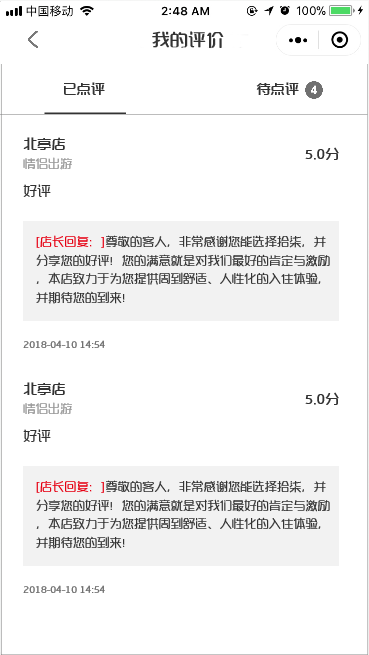 中国移动 2:48 AM 100%
我的评价
已点评 待点评 4
北亭店
情侣出游 5.0分
好评
[店长回复：]尊敬的客人，非常感谢您能选择拾柒，并
分享您的好评！您的满意就是对我们最好的肯定与激励
，本店致力于为您提供周到舒适、人性化的入住体验，
并期待您的到来！
2018-04-10 14:54
北亭店
情侣出游 5.0分
好评
[店长回复：]尊敬的客人，非常感谢您能选择拾柒，并
分享您的好评！您的满意就是对我们最好的肯定与激励
，本店致力于为您提供周到舒适、人性化的入住体验，
并期待您的到来！
2018-04-10 14:54